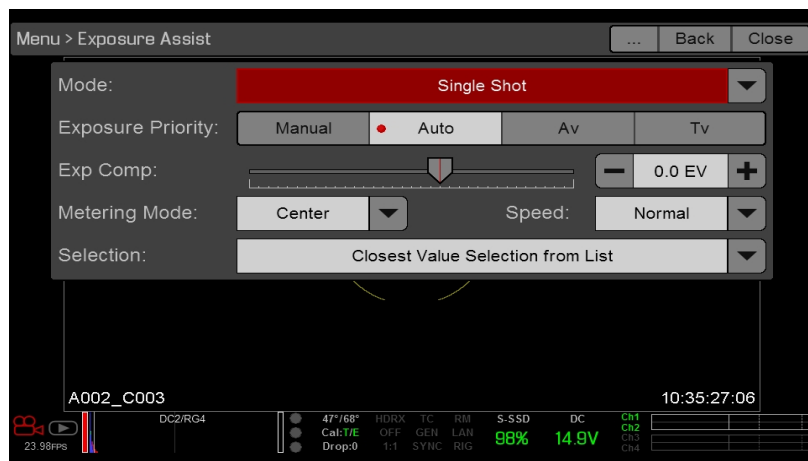 Menu > Exposure Assist ... Back Close
Mode: Single Shot
Exposure Priority: Manual Auto Av Tv
Exp Comp: 0.0 EV
Metering Mode: Center Speed: Normal
Selection: Closest Value Selection from List
A002_C003 10:35:27:06
DC2/RG4 47°/68° HDRX TC RM S-SSD DC Ch1
Cal:T/E OFF GEN LAN 98% 14.9V Ch2
23.98FPS Drop:0 1:1 SYNC RIG Ch3
Ch4